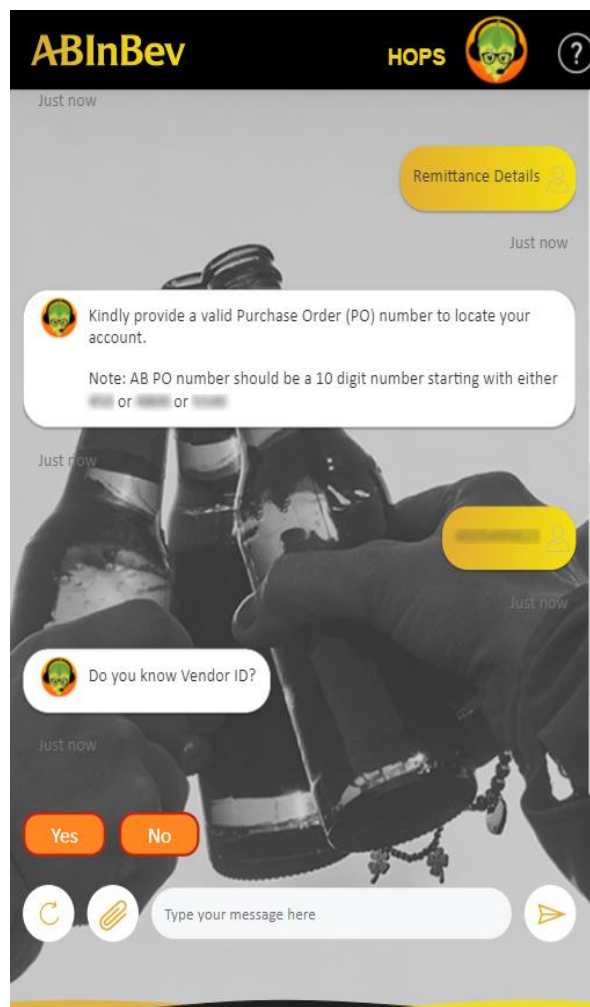 ABInBev
HOPS
?
Just now
Remittance Details
Just now
Kindly provide a valid Purchase Order (PO) number to locate your
account.
Note: AB PO number should be a 10 digit number starting with either
or or
Just now
Just now
Do you know Vendor ID?
Just now
Yes
No
Type your message here